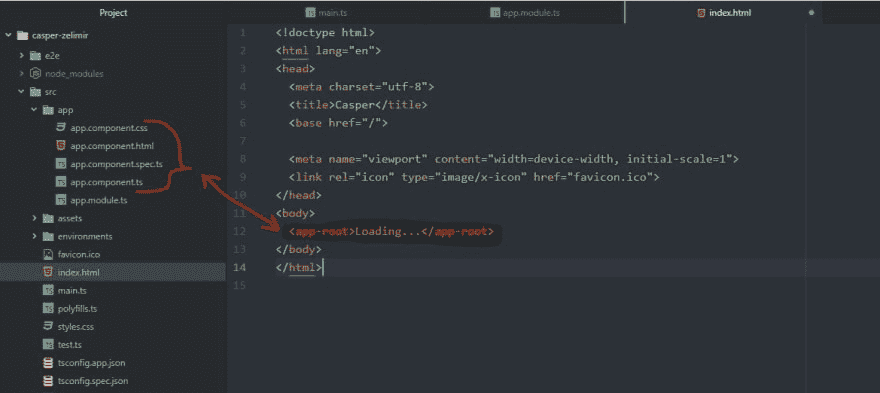 Project
main.ts
app.module.ts
index.html
casper-zelimir
e2e
node_modules
src
app
app.component.css
app.component.html
app.component.spec.ts
app.component.ts
app.module.ts
assets
environments
favicon.ico
index.html
main.ts
polyfills.ts
styles.css
test.ts
tsconfig.app.json
tsconfig.spec.json
1 <!doctype html>
2 <html lang="en">
3 <head>
4 <meta charset="utf-8">
5 <title>Casper</title>
6 <base href="/">
7
8 <meta name="viewport" content="width=device-width, initial-scale=1">
9 <link rel="icon" type="image/x-icon" href="favicon.ico">
10 </head>
11 <body>
12 <app-root>Loading...</app-root>
13 </body>
14 </html>
15